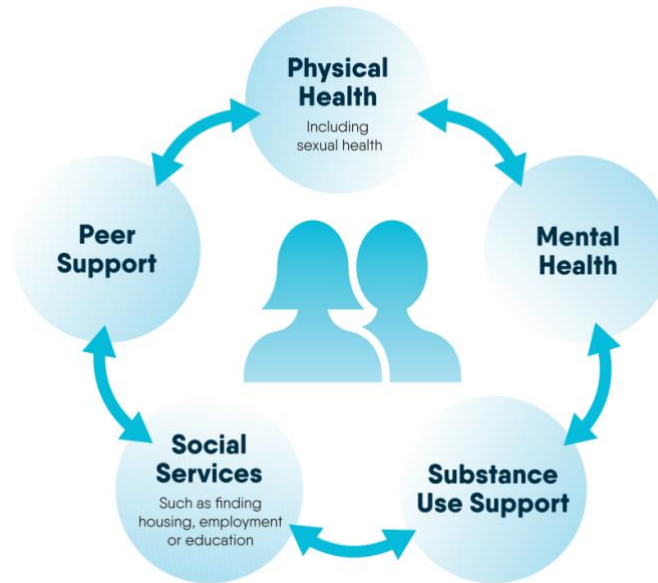 Physical
Health
Including
sexual health
Mental
Health
Substance
Use Support
Social
Services
Such as finding
housing, employment
or education
Peer
Support